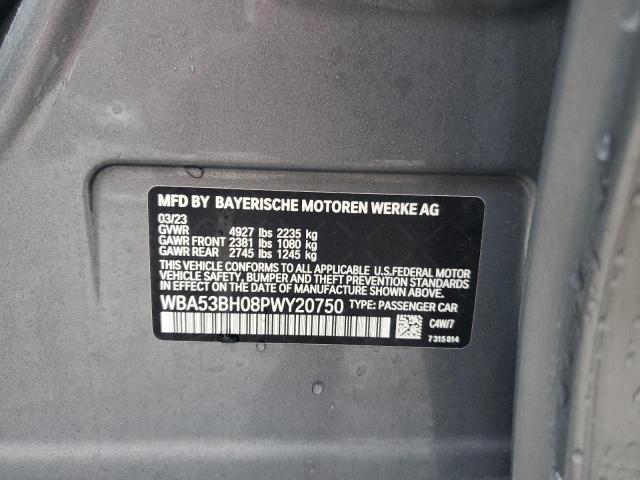 MFD BY BAYERISCHE MOTOREN WERKE AG
03/23
GVWR 4927 lbs 2235 kg
GAWR FRONT 2381 lbs 1080 kg
GAWR REAR 2745 lbs 1245 kg
THIS VEHICLE CONFORMS TO ALL APPLICABLE U.S.FEDERAL MOTOR
VEHICLE SAFETY, BUMPER, AND THEFT PREVENTION STANDARDS
IN EFFECT ON THE DATE OF MANUFACTURE SHOWN ABOVE.
WBA53BH08PWY20750 TYPE: PASSENGER CAR
C4W/7
7 315 814